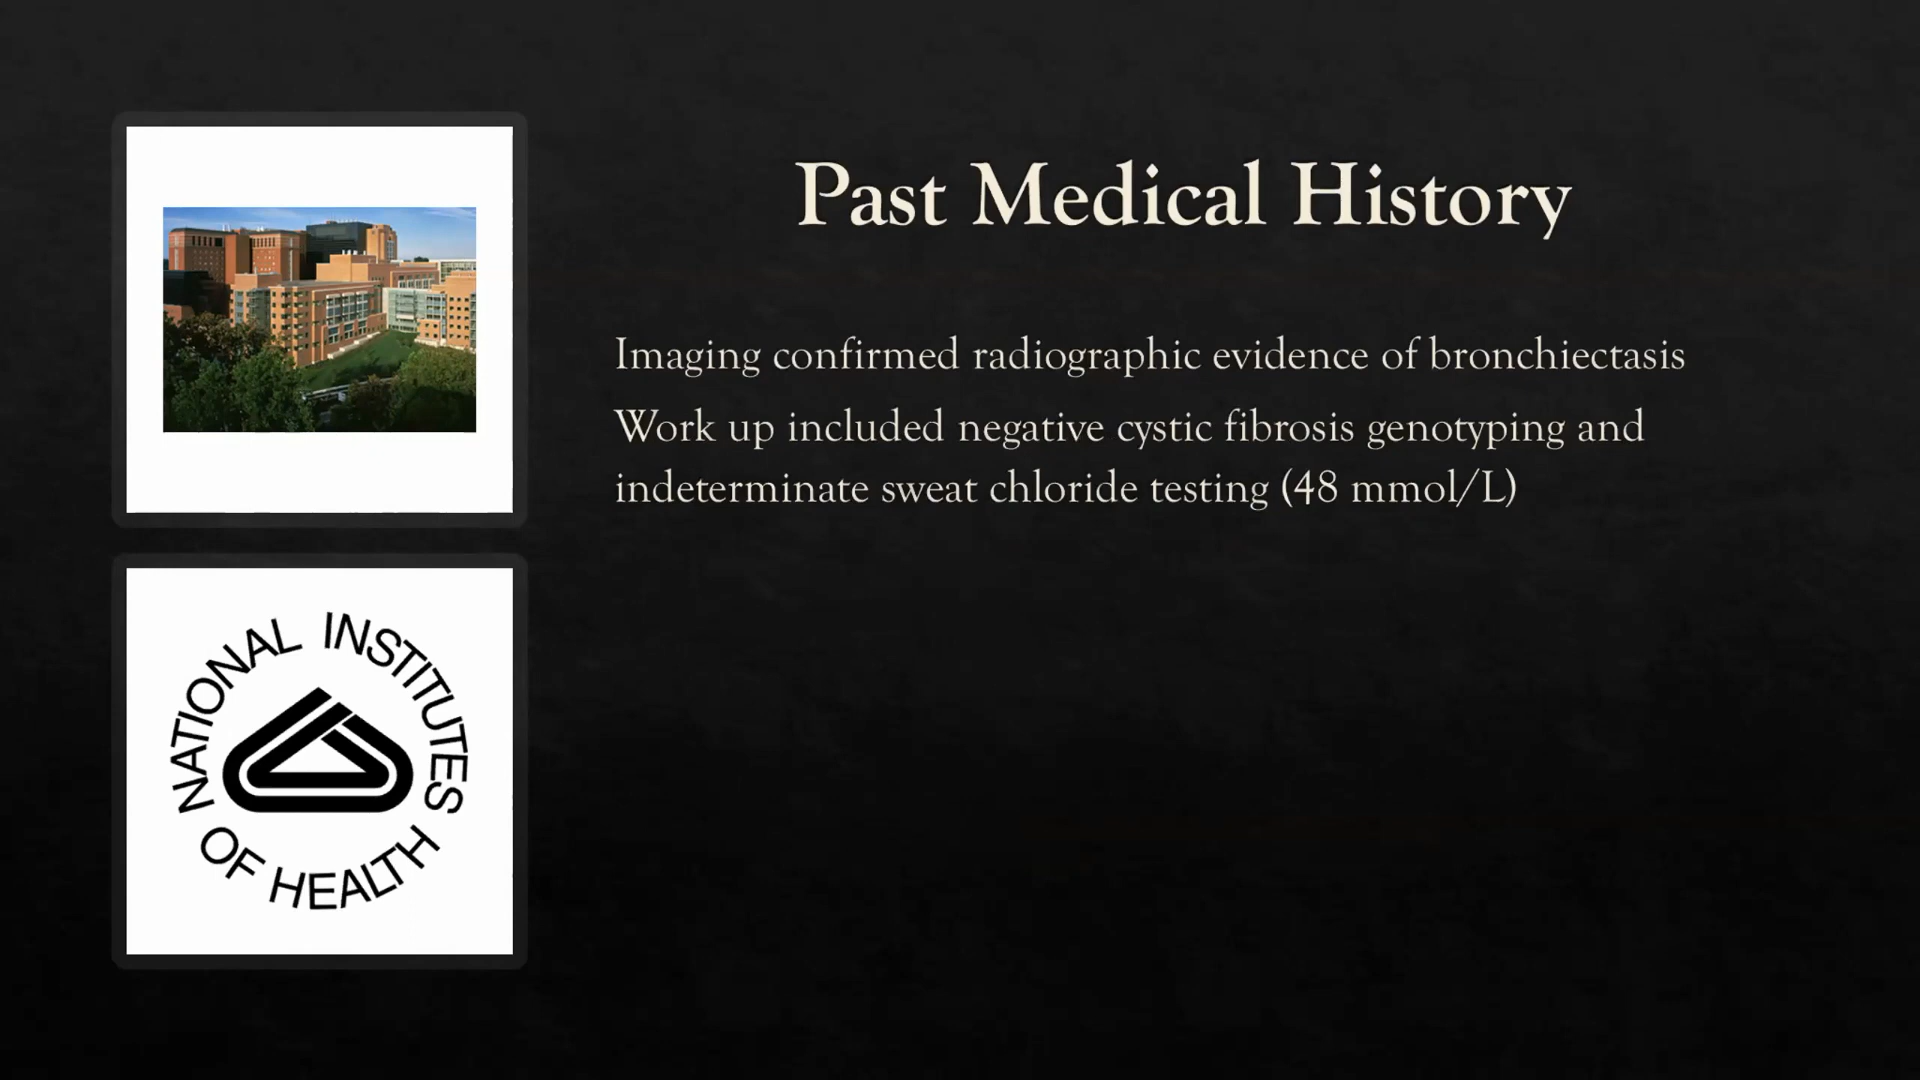 Past Medical History
Imaging confirmed radiographic evidence of bronchiectasis
Work up included negative cystic fibrosis genotyping and
indeterminate sweat chloride testing (48 mmol/L)
NATIONAL INSTITUTES
OF HEALTH